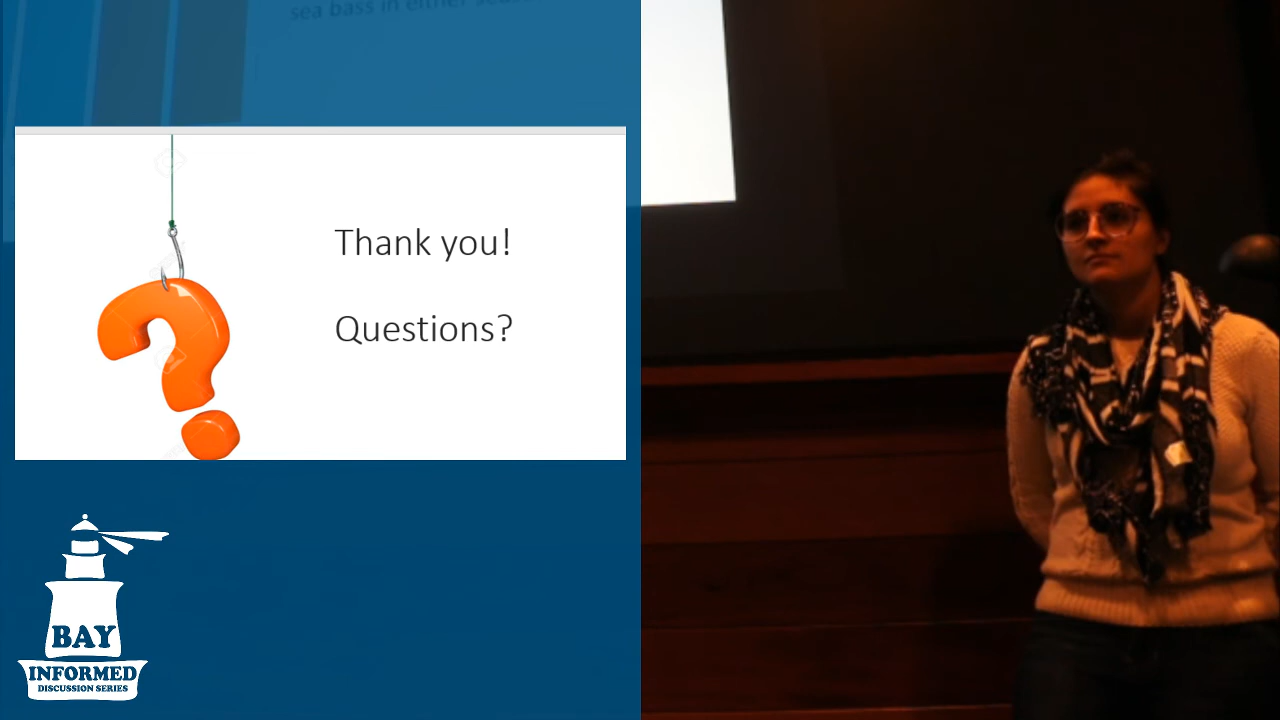 sea bass in either
Thank you!
Questions?
BAY
INFORMED
DISCUSSION SERIES